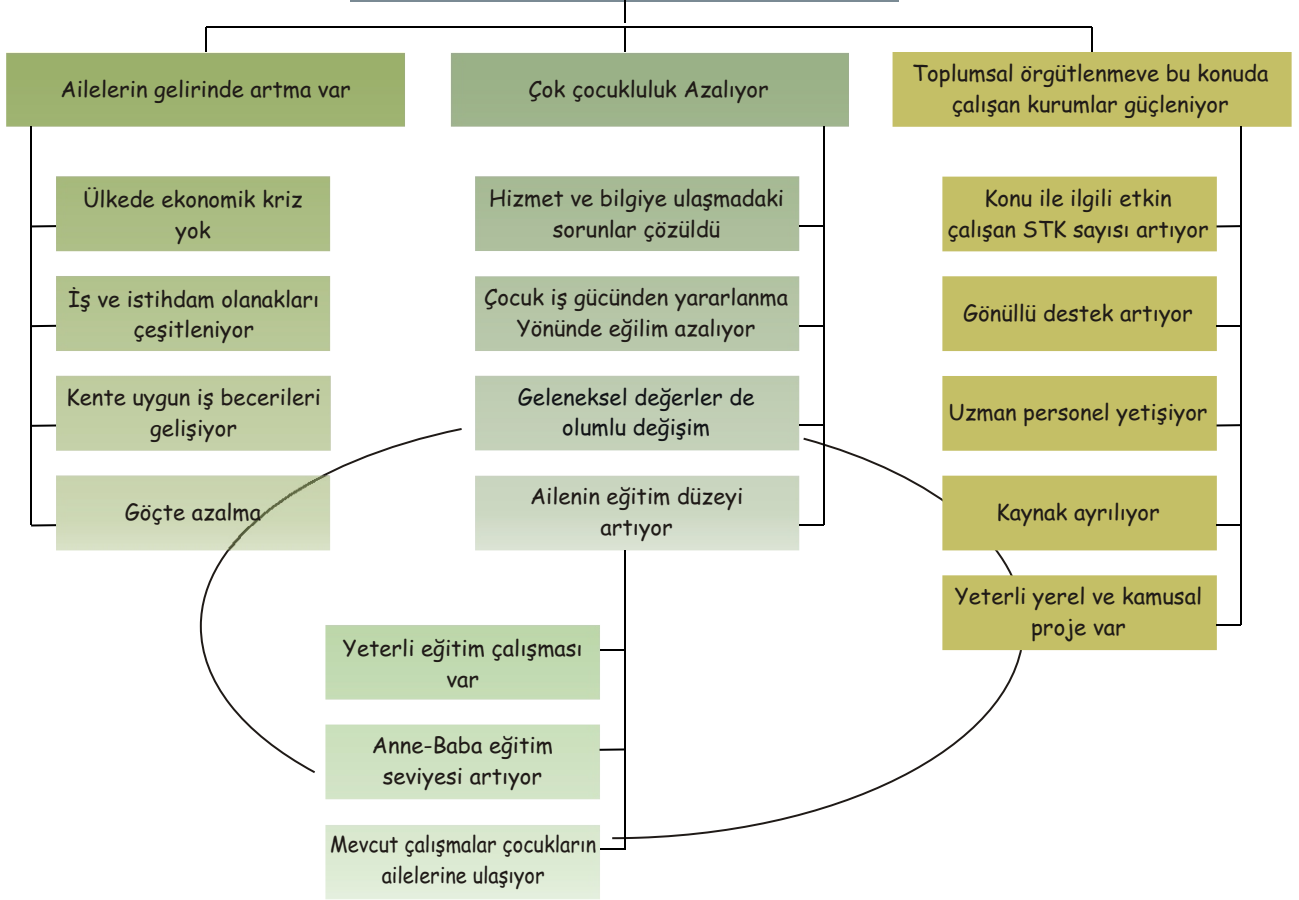 Ailelerin gelirinde artma var
Ülkede ekonomik kriz
yok
İş ve istihdam olanakları
çeşitleniyor
Kente uygun iş becerileri
gelişiyor
Göçte azalma
Çok çocukluluk Azalıyor
Hizmet ve bilgiye ulaşmadaki
sorunlar çözüldü
Çocuk iş gücünden yararlanma
Yönünde eğilim azalıyor
Geleneksel değerler de
olumlu değişim
Ailenin eğitim düzeyi
artıyor
Yeterli eğitim çalışması
var
Anne-Baba eğitim
seviyesi artıyor
Mevcut çalışmalar çocukların
ailelerine ulaşıyor
Toplumsal örgütlenmeve bu konuda
çalışan kurumlar güçleniyor
Konu ile ilgili etkin
çalışan STK sayısı artıyor
Gönüllü destek artıyor
Uzman personel yetişiyor
Kaynak ayrılıyor
Yeterli yerel ve kamusal
proje var